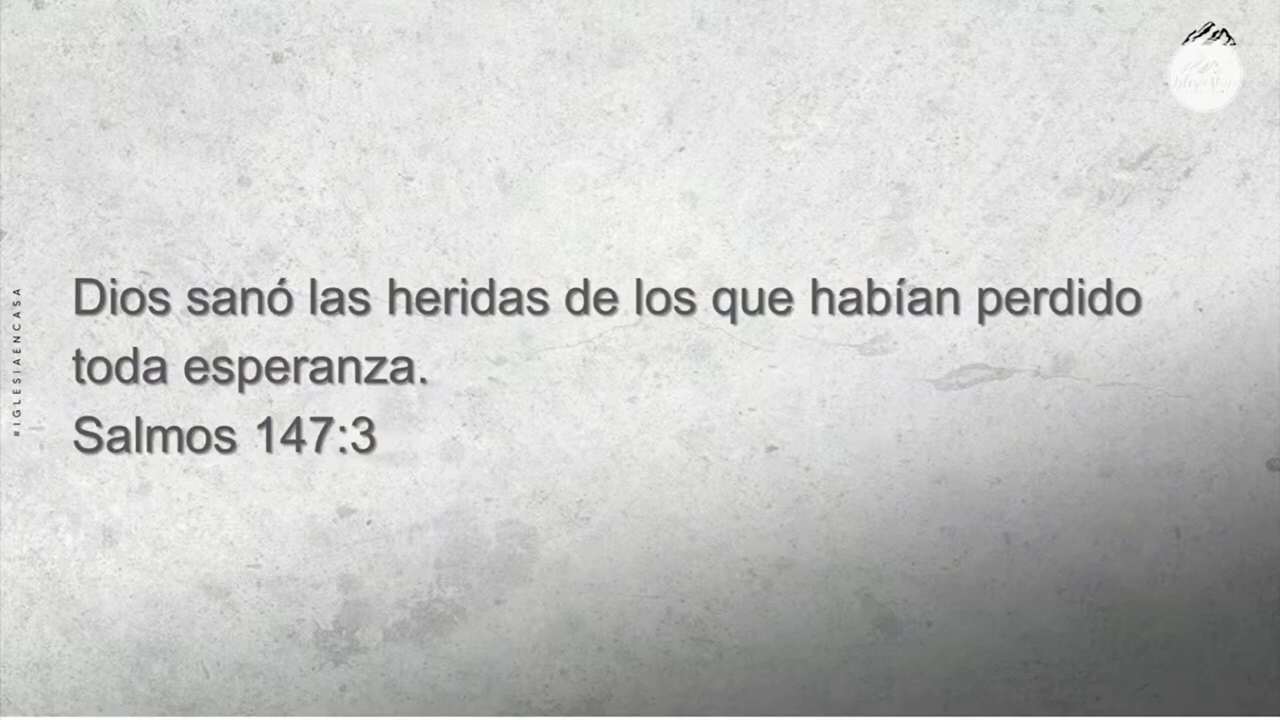 #IGLESIAENCASA
Dios sanó las heridas de los que habían perdido
toda esperanza.
Salmos 147:3